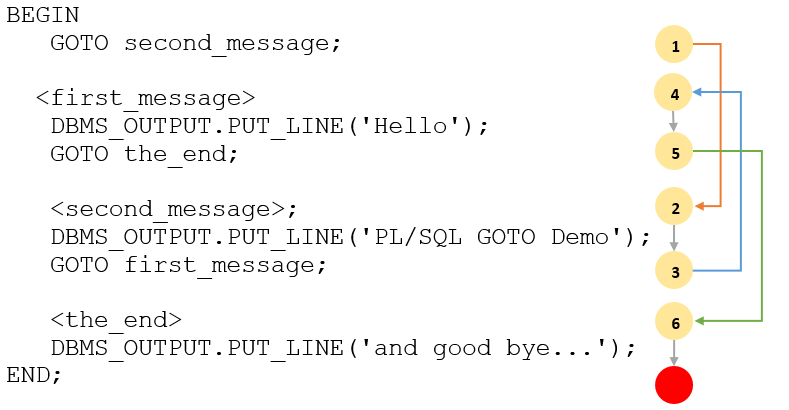 BEGIN
GOTO second_message;
1
<first_message>
4
DBMS_OUTPUT.PUT_LINE('Hello');
GOTO the_end;
5
<second_message>;
2
DBMS_OUTPUT.PUT_LINE('PL/SQL GOTO Demo');
GOTO first_message;
3
<the_end>
6
DBMS_OUTPUT.PUT_LINE('and good bye...');
END;